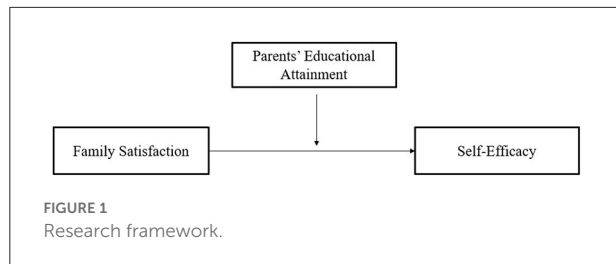 Parents’ Educational
Attainment
Family Satisfaction
Self-Efficacy
FIGURE 1
Research framework.